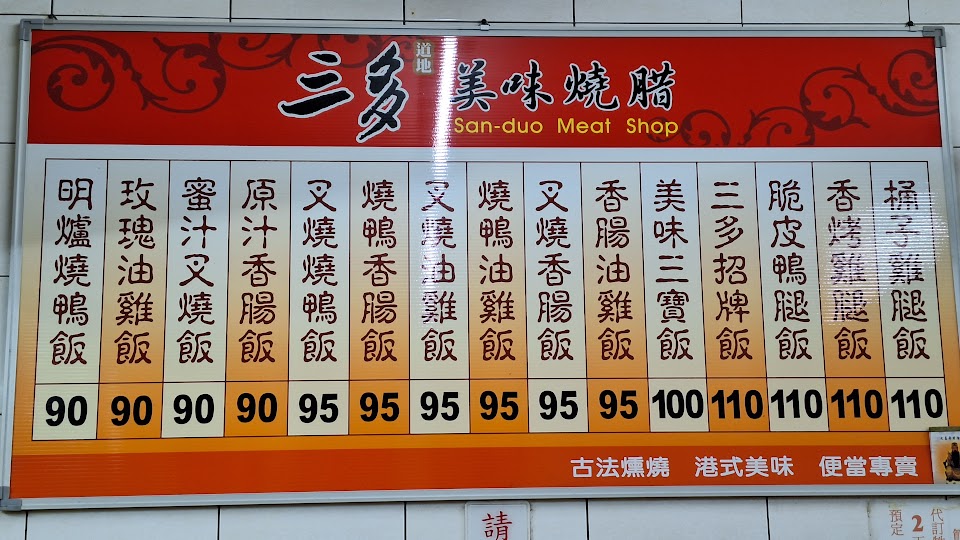 三多 道地 美味燒腊
San-duo Meat Shop
明爐燒鴨飯 90
玫瑰油雞飯 90
蜜汁叉燒飯 90
原汁香腸飯 90
叉燒燒鴨飯 95
燒鴨香腸飯 95
叉燒油雞飯 95
燒鴨油雞飯 95
叉燒香腸飯 95
香腸油雞飯 95
美味三寶飯 100
三多招牌飯 110
脆皮鴨腿飯 110
香烤雞腿飯 110
桶子雞腿飯 110
古法燻燒 港式美味 便當專賣
請
代訂
預定2